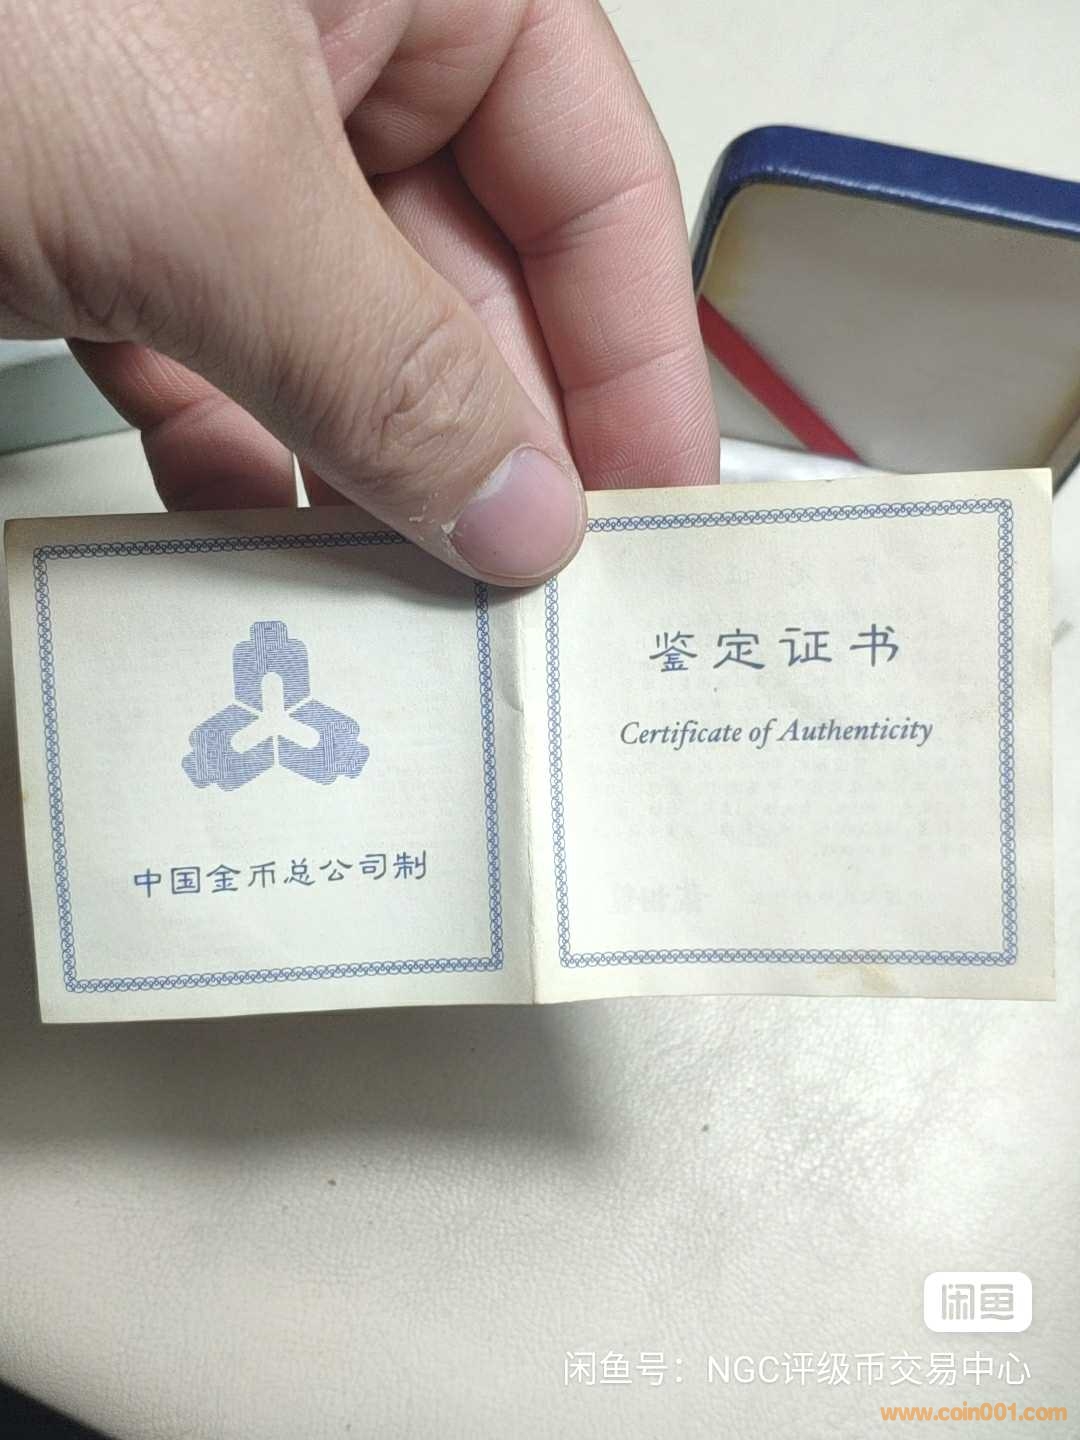 鉴定证书
Certificate of Authenticity
中国金币总公司制
闲鱼
闲鱼号：NGC评级币交易中心
www.coin001.com